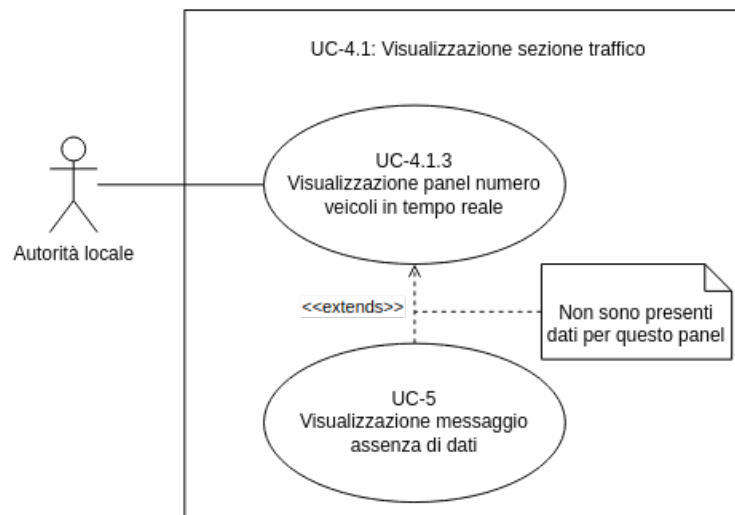 UC-4.1: Visualizzazione sezione traffico
UC-4.1.3
Visualizzazione panel numero
veicoli in tempo reale
Autorità locale
<<extends>>
Non sono presenti
dati per questo panel
UC-5
Visualizzazione messaggio
assenza di dati